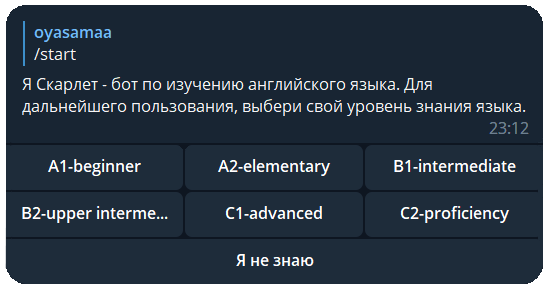 oyasamaa
/start
Я Скарлет - бот по изучению английского языка. Для
дальнейшего пользования, выбери свой уровень знания языка.
23:12
A1-beginner
A2-elementary
B1-intermediate
B2-upper interme...
C1-advanced
C2-proficiency
Я не знаю